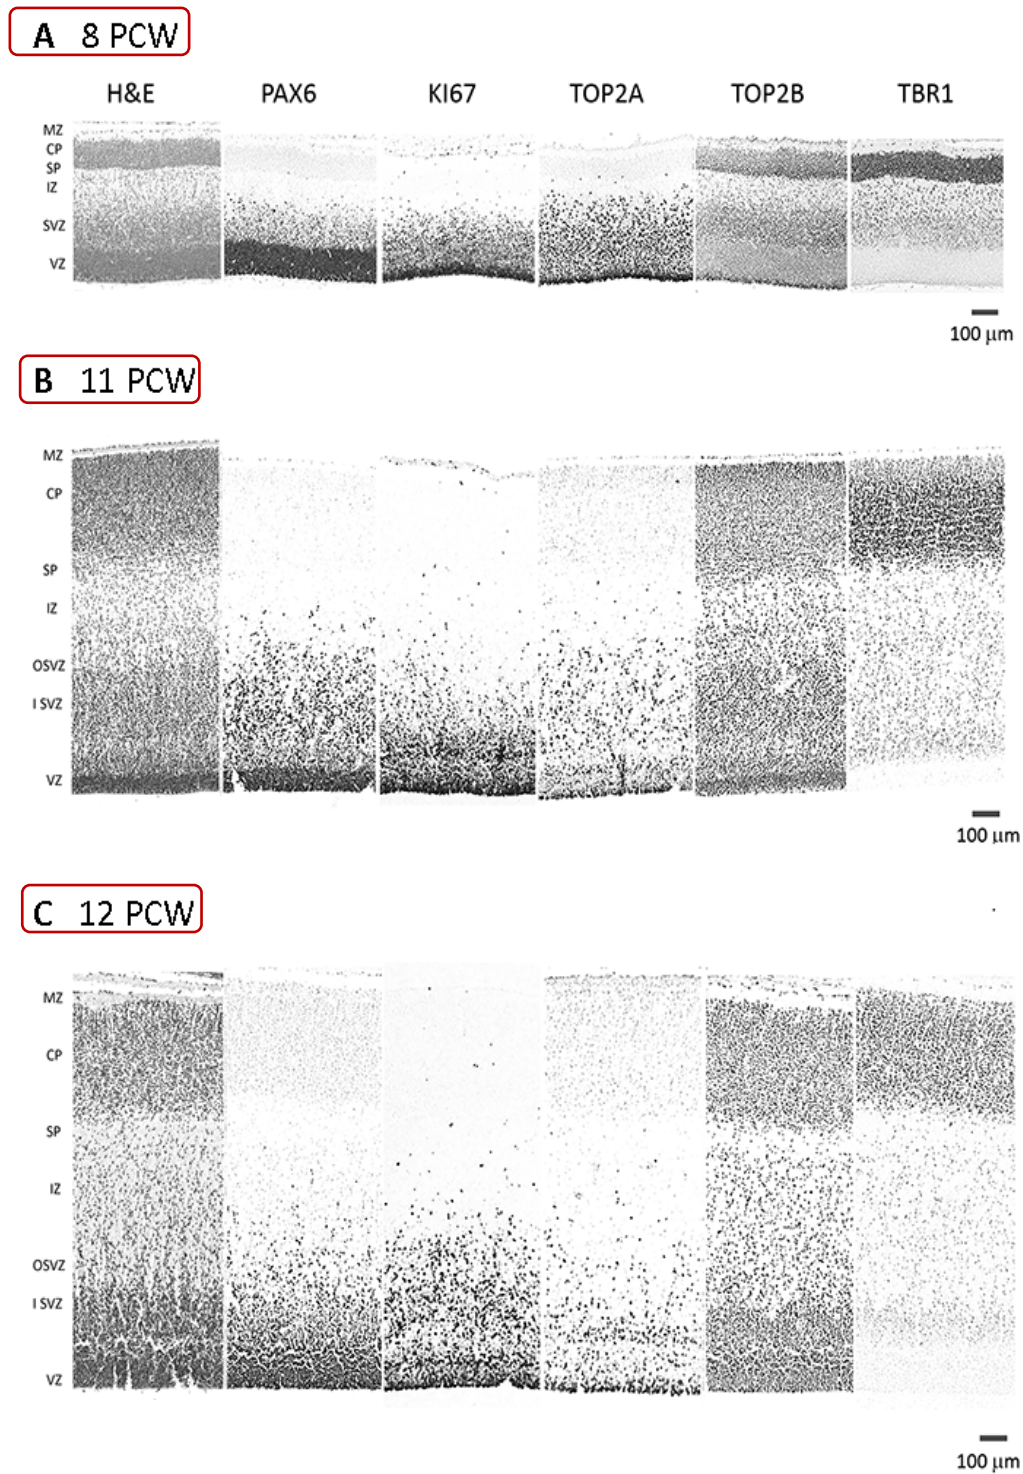 A 8 PCW
H&E PAX6 KI67 TOP2A TOP2B TBR1
MZ
CP
SP
IZ
SVZ
VZ
100 μm
B 11 PCW
MZ
CP
SP
IZ
OSVZ
I SVZ
VZ
100 μm
C 12 PCW
MZ
CP
SP
IZ
OSVZ
I SVZ
VZ
100 μm